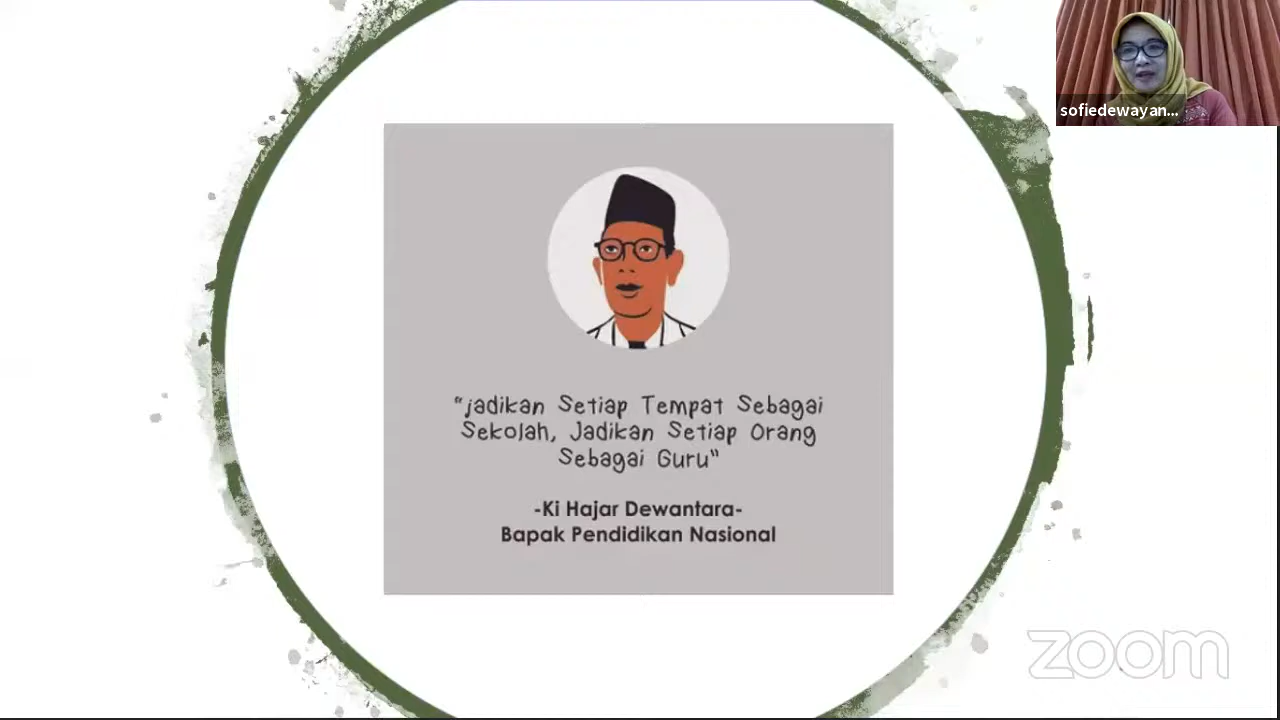 sofiedewayan...
"jadikan Setiap Tempat Sebagai
Sekolah, Jadikan Setiap Orang
Sebagai Guru"
-Ki Hajar Dewantara-
Bapak Pendidikan Nasional
zoom